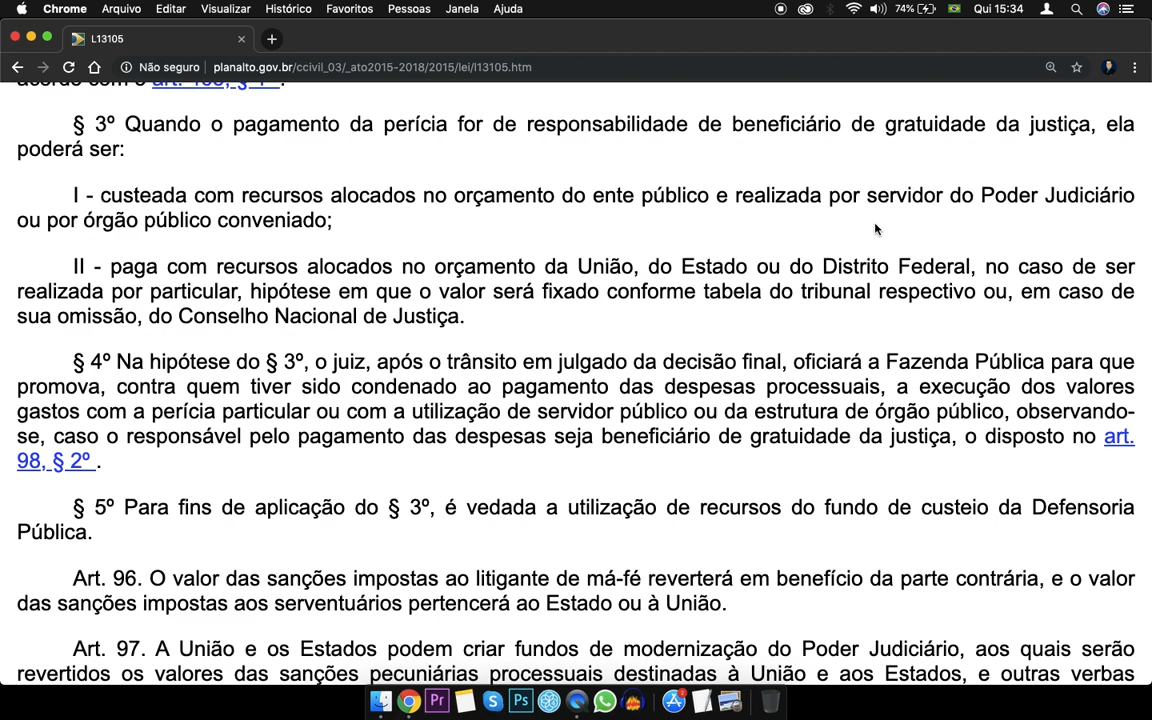 Chrome Arquivo Editar Visualizar Histórico Favoritos Pessoas Janela Ajuda 74% Qui 15:34
L13105
Não seguro planalto.gov.br/ccivil_03/_ato2015-2018/2015/lei/l13105.htm
§ 3º Quando o pagamento da perícia for de responsabilidade de beneficiário de gratuidade da justiça, ela
poderá ser:
I - custeada com recursos alocados no orçamento do ente público e realizada por servidor do Poder Judiciário
ou por órgão público conveniado;
II - paga com recursos alocados no orçamento da União, do Estado ou do Distrito Federal, no caso de ser
realizada por particular, hipótese em que o valor será fixado conforme tabela do tribunal respectivo ou, em caso de
sua omissão, do Conselho Nacional de Justiça.
§ 4º Na hipótese do § 3º, o juiz, após o trânsito em julgado da decisão final, oficiará a Fazenda Pública para que
promova, contra quem tiver sido condenado ao pagamento das despesas processuais, a execução dos valores
gastos com a perícia particular ou com a utilização de servidor público ou da estrutura de órgão público, observando-
se, caso o responsável pelo pagamento das despesas seja beneficiário de gratuidade da justiça, o disposto no art.
98, § 2º .
§ 5º Para fins de aplicação do § 3º, é vedada a utilização de recursos do fundo de custeio da Defensoria
Pública.
Art. 96. O valor das sanções impostas ao litigante de má-fé reverterá em benefício da parte contrária, e o valor
das sanções impostas aos serventuários pertencerá ao Estado ou à União.
Art. 97. A União e os Estados podem criar fundos de modernização do Poder Judiciário, aos quais serão
revertidos os valores das sanções pecuniárias processuais destinadas à União e aos Estados, e outras verbas
Pr Ps